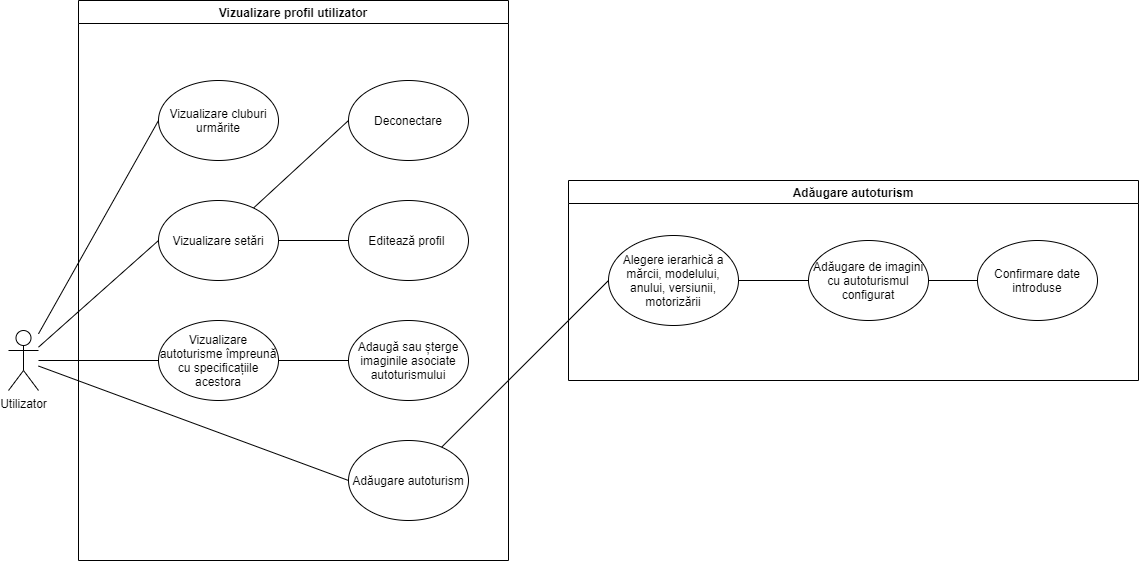 Vizualizare profil utilizator
Vizualizare cluburi
urmărite
Deconectare
Vizualizare setări
Editează profil
Vizualizare
autoturisme împreună
cu specificațiile
acestora
Adaugă sau șterge
imaginile asociate
autoturismului
Utilizator
Adăugare autoturism
Adăugare autoturism
Alegere ierarhică a
mărcii, modelului,
anului, versiunii,
motorizării
Adăugare de imagini
cu autoturismul
configurat
Confirmare date
introduse